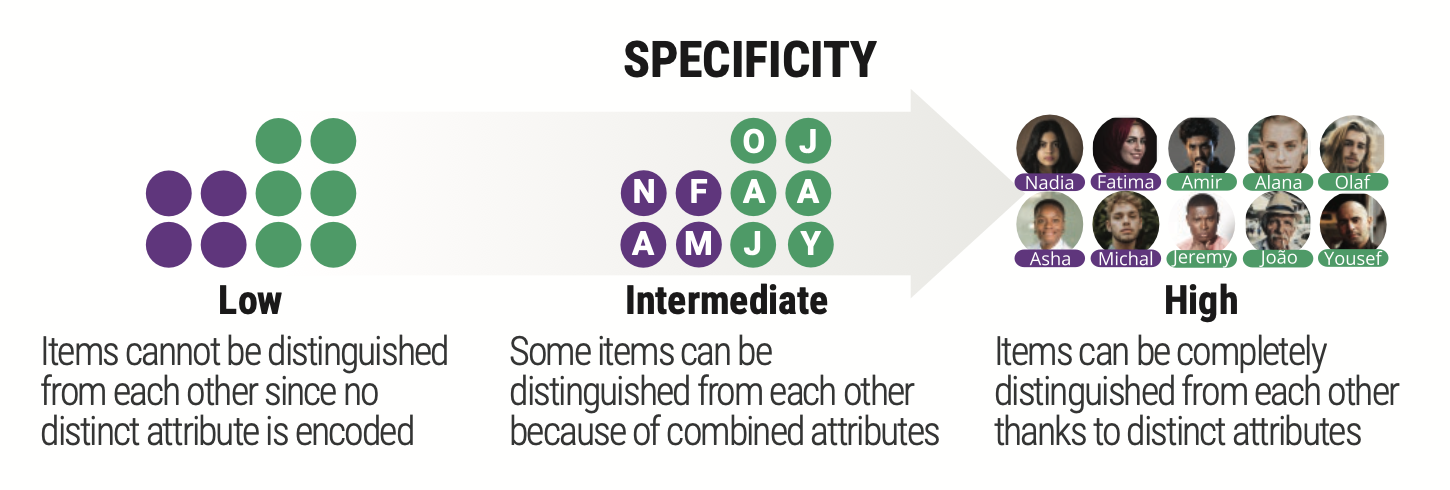 SPECIFICITY
O J
N F A A
A M J Y
Nadia Fatima Amir Alana Olaf
Asha Michal Jeremy João Yousef
Low
Items cannot be distinguished
from each other since no
distinct attribute is encoded
Intermediate
Some items can be
distinguished from each other
because of combined attributes
High
Items can be completely
distinguished from each other
thanks to distinct attributes